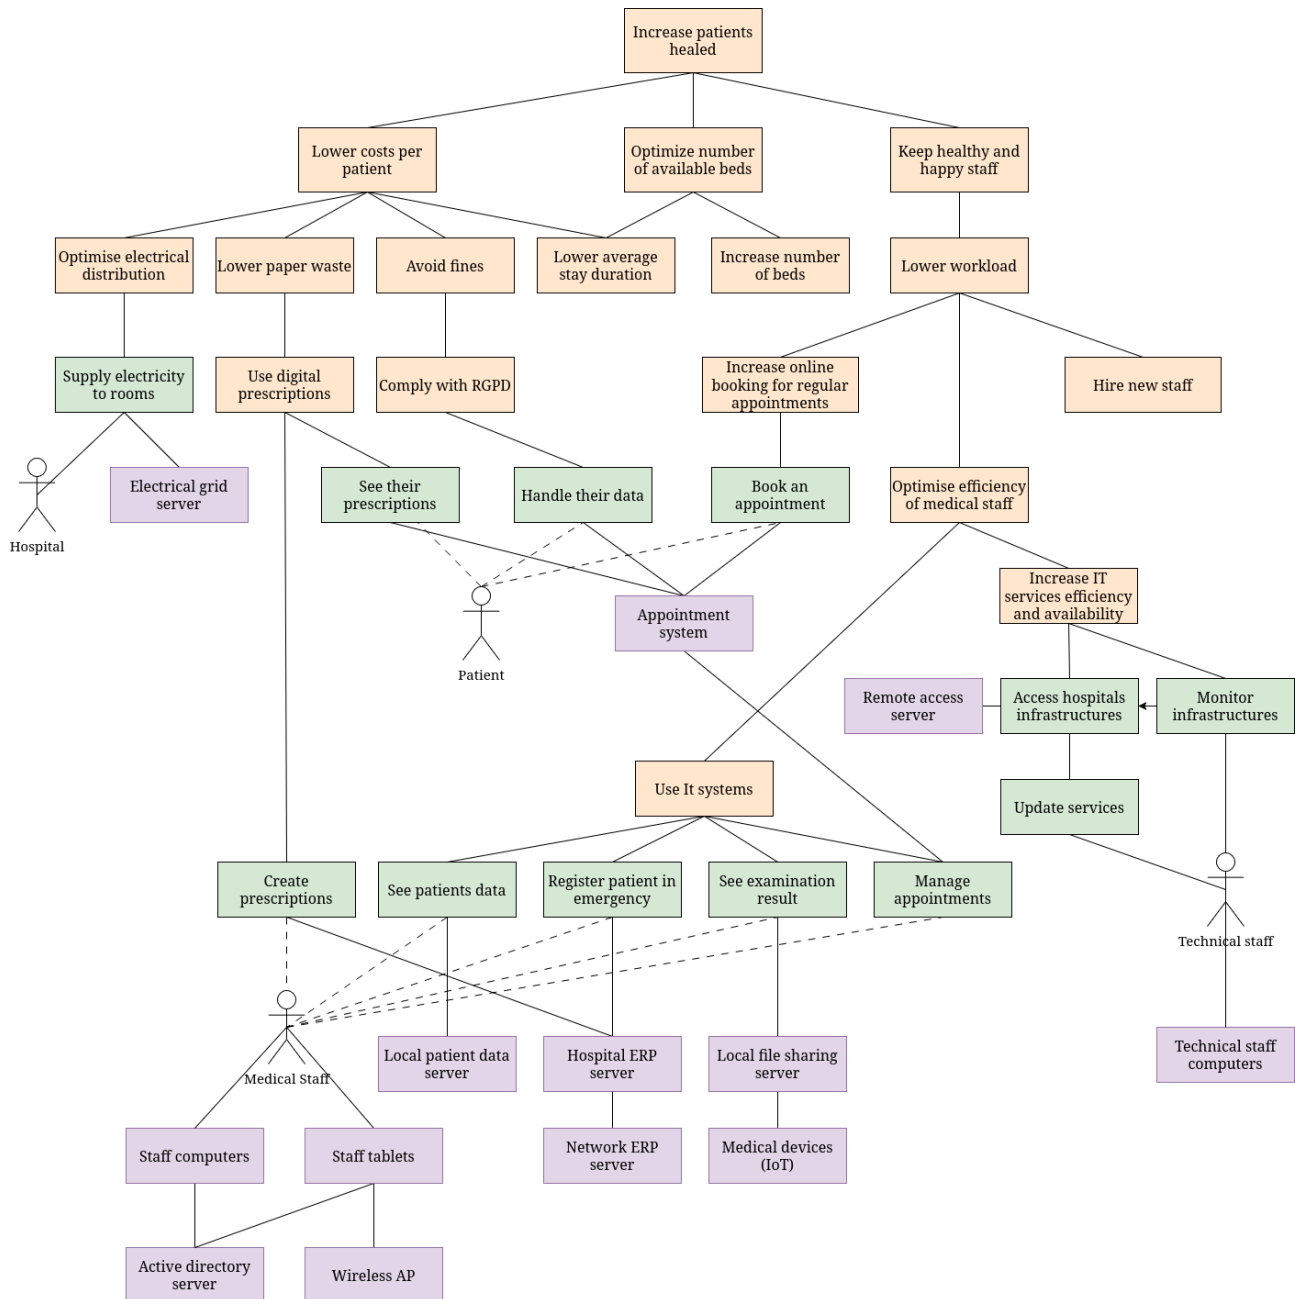 Increase patients
healed
Lower costs per
patient
Optimize number
of available beds
Keep healthy and
happy staff
Optimise electrical
distribution
Lower paper waste
Avoid fines
Lower average
stay duration
Increase number
of beds
Lower workload
Supply electricity
to rooms
Use digital
prescriptions
Comply with RGPD
Increase online
booking for regular
appointments
Hire new staff
Hospital
Electrical grid
server
See their
prescriptions
Handle their data
Book an
appointment
Optimise efficiency
of medical staff
Patient
Appointment
system
Increase IT
services efficiency
and availability
Remote access
server
Access hospitals
infrastructures
Monitor
infrastructures
Use It systems
Update services
Create
prescriptions
See patients data
Register patient in
emergency
See examination
result
Manage
appointments
Technical staff
Medical Staff
Local patient data
server
Hospital ERP
server
Local file sharing
server
Technical staff
computers
Staff computers
Staff tablets
Network ERP
server
Medical devices
(IoT)
Active directory
server
Wireless AP